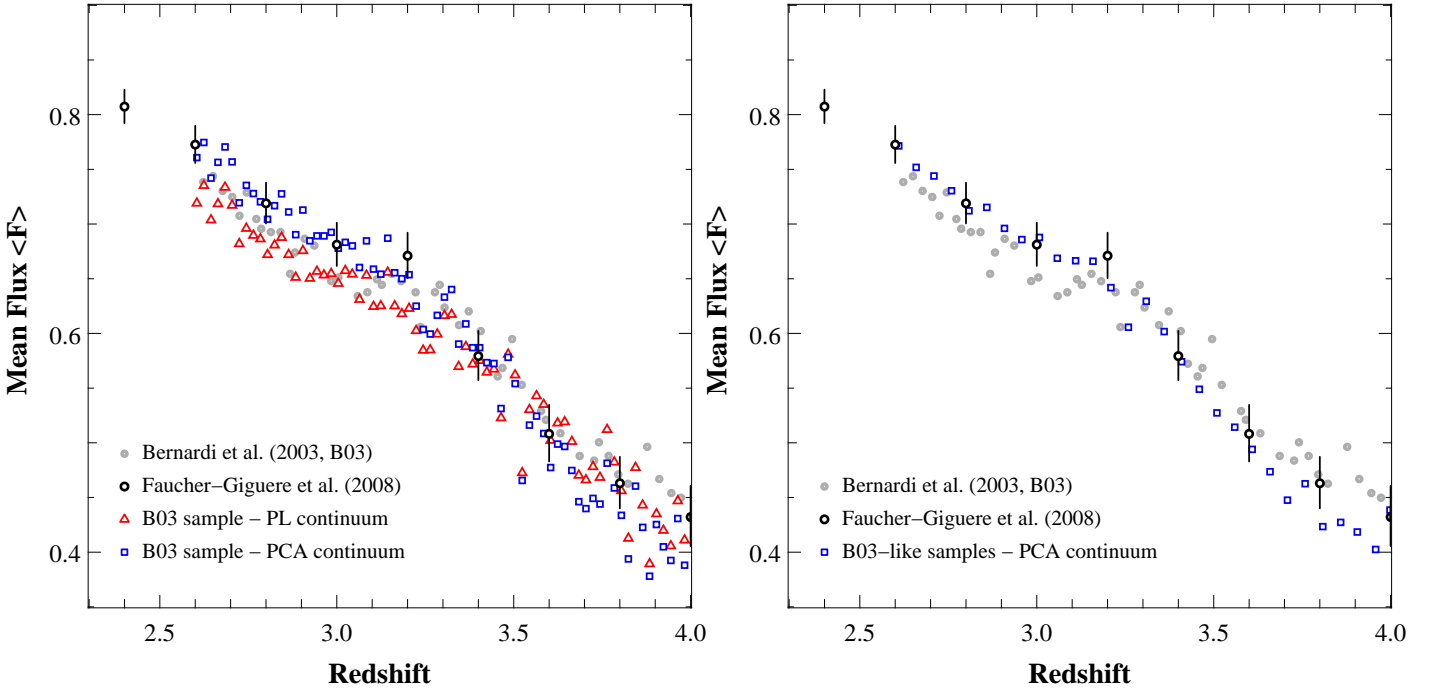 Mean Flux <F>
0.8
0.6
0.4
Bernardi et al. (2003, B03)
Faucher−Giguere et al. (2008)
B03 sample − PL continuum
B03 sample − PCA continuum
2.5 3.0 3.5 4.0
Redshift
Mean Flux <F>
0.8
0.6
0.4
Bernardi et al. (2003, B03)
Faucher−Giguere et al. (2008)
B03−like samples − PCA continuum
2.5 3.0 3.5 4.0
Redshift